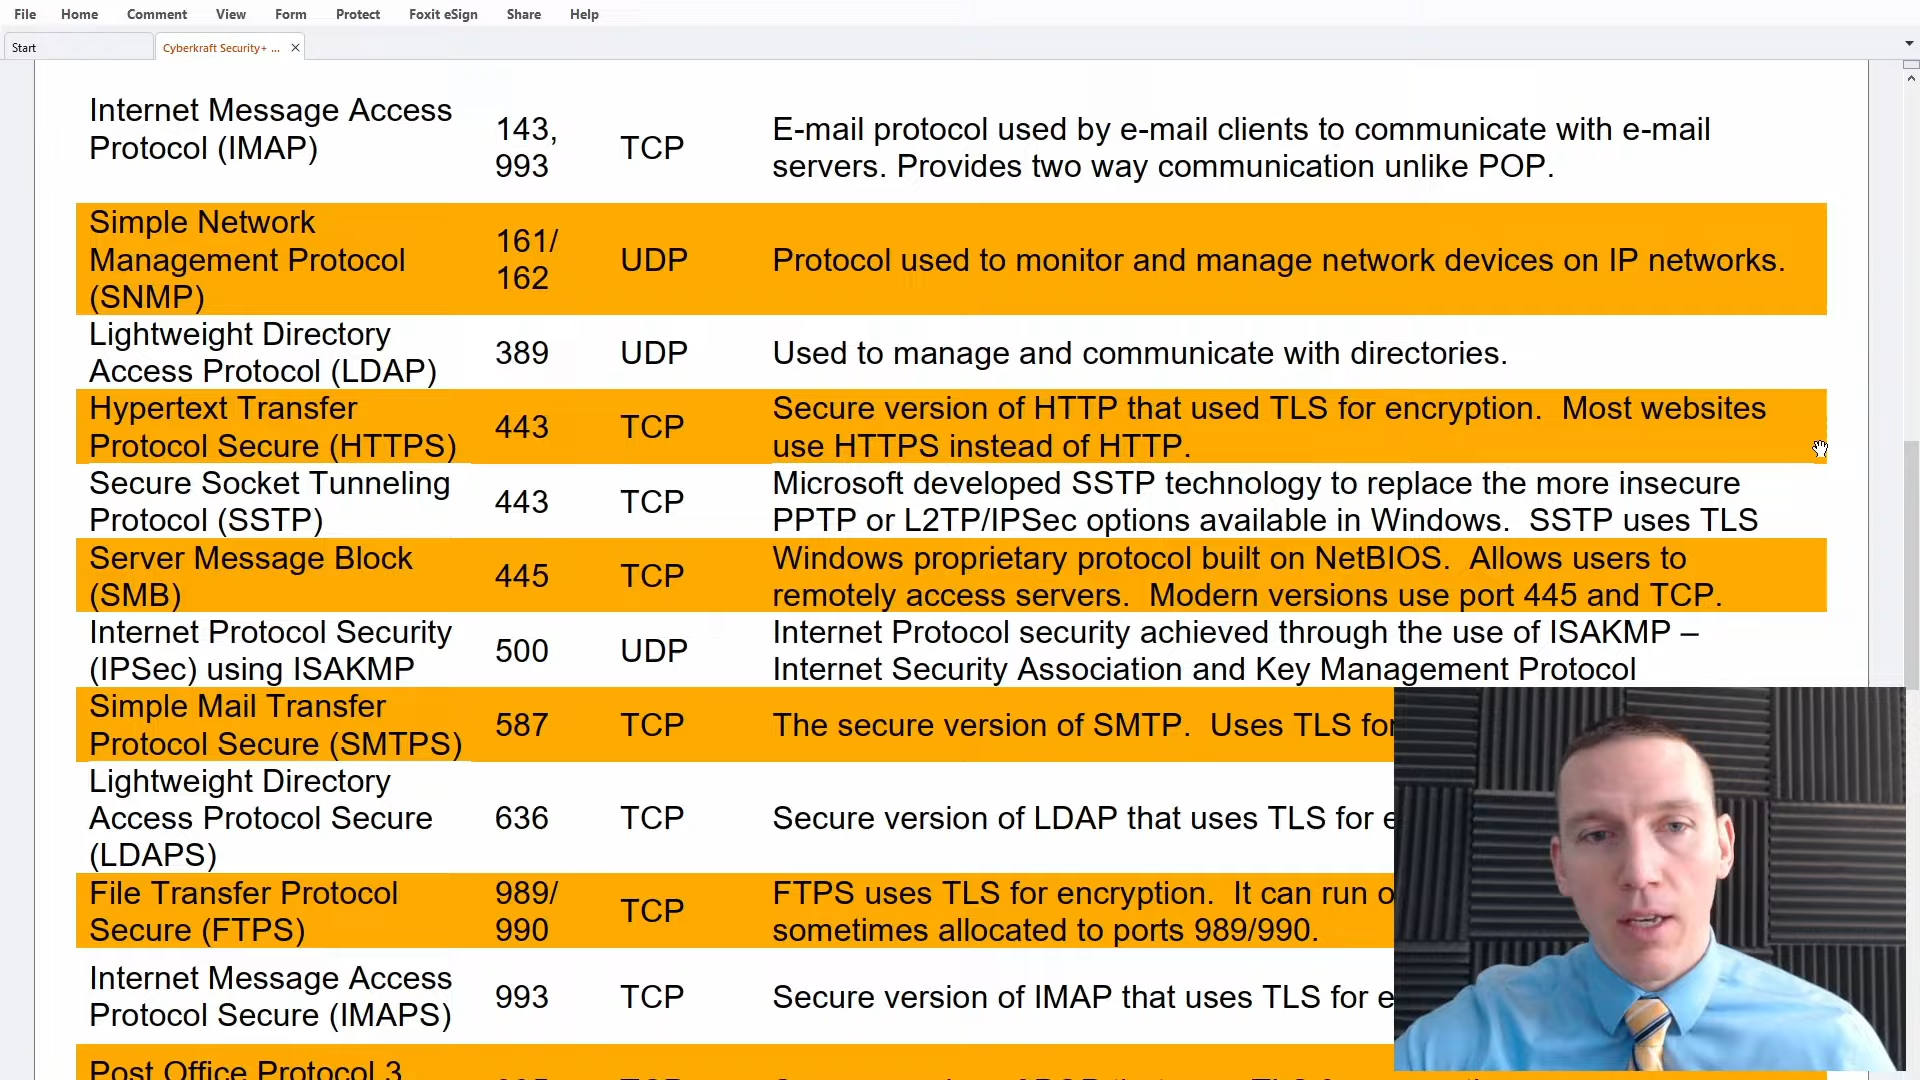 File Home Comment View Form Protect Foxit eSign Share Help
Start Cyberkraft Security+ ...
Internet Message Access
Protocol (IMAP)
143,
993
TCP
E-mail protocol used by e-mail clients to communicate with e-mail
servers. Provides two way communication unlike POP.
Simple Network
Management Protocol
(SNMP)
161/
162
UDP
Protocol used to monitor and manage network devices on IP networks.
Lightweight Directory
Access Protocol (LDAP)
389
UDP
Used to manage and communicate with directories.
Hypertext Transfer
Protocol Secure (HTTPS)
443
TCP
Secure version of HTTP that used TLS for encryption. Most websites
use HTTPS instead of HTTP.
Secure Socket Tunneling
Protocol (SSTP)
443
TCP
Microsoft developed SSTP technology to replace the more insecure
PPTP or L2TP/IPSec options available in Windows. SSTP uses TLS
Server Message Block
(SMB)
445
TCP
Windows proprietary protocol built on NetBIOS. Allows users to
remotely access servers. Modern versions use port 445 and TCP.
Internet Protocol Security
(IPSec) using ISAKMP
500
UDP
Internet Protocol security achieved through the use of ISAKMP –
Internet Security Association and Key Management Protocol
Simple Mail Transfer
Protocol Secure (SMTPS)
587
TCP
The secure version of SMTP. Uses TLS for
Lightweight Directory
Access Protocol Secure
(LDAPS)
636
TCP
Secure version of LDAP that uses TLS for e
File Transfer Protocol
Secure (FTPS)
989/
990
TCP
FTPS uses TLS for encryption. It can run o
sometimes allocated to ports 989/990.
Internet Message Access
Protocol Secure (IMAPS)
993
TCP
Secure version of IMAP that uses TLS for e
Post Office Protocol 3